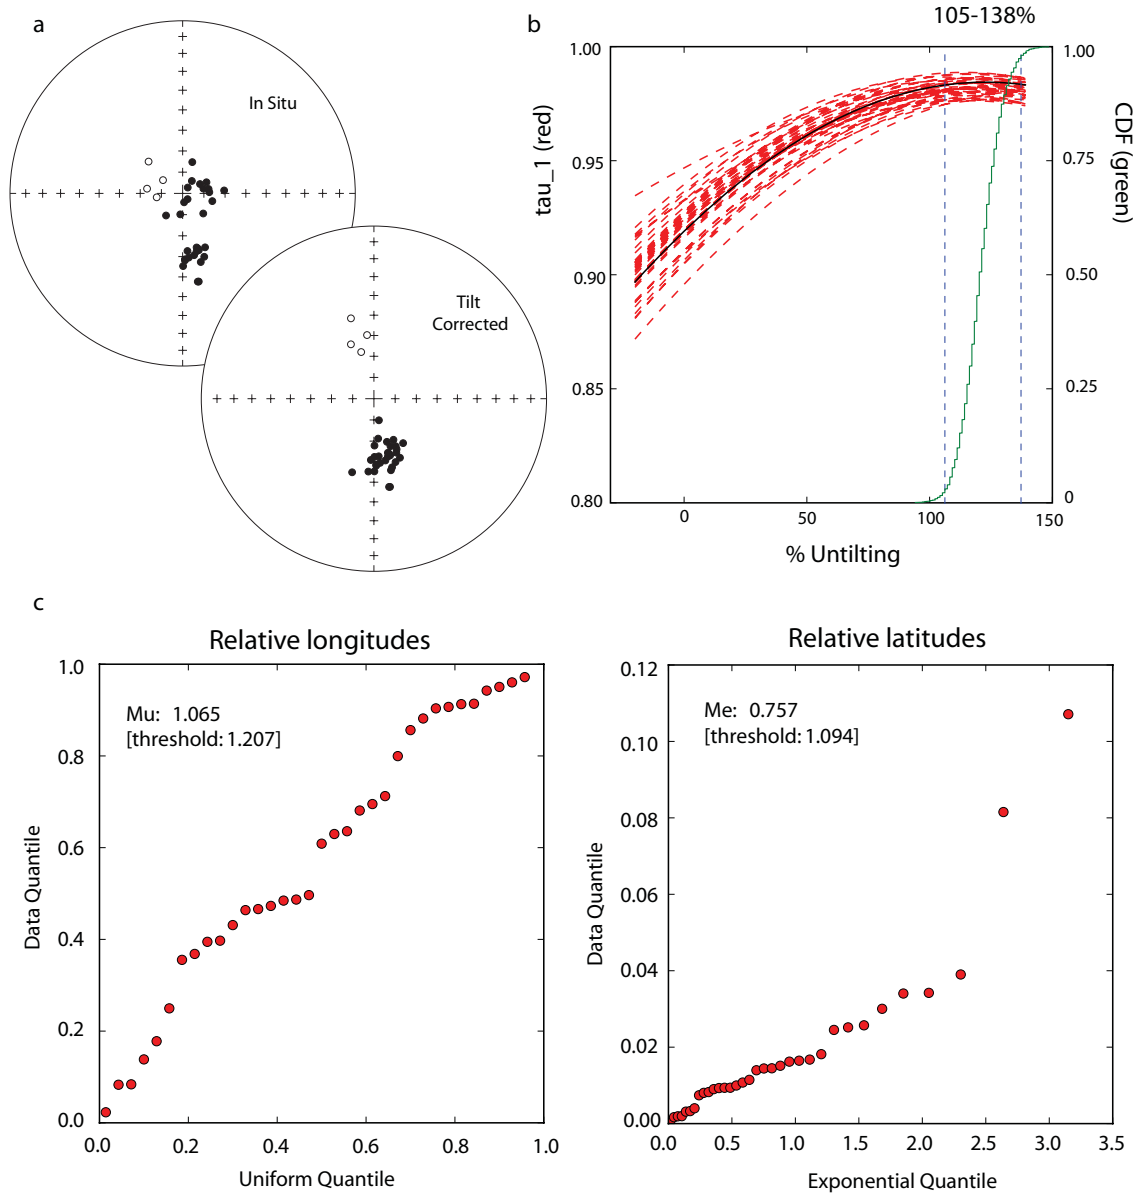 a
In Situ
Tilt
Corrected
b
105-138%
1.00
0.95
0.90
0.85
0.80
tau_1 (red)
0
50
100
150
% Untilting
1.00
0.75
0.50
0.25
0
CDF (green)
c
Relative longitudes
Mu: 1.065
[threshold: 1.207]
1.0
0.8
0.6
0.4
0.2
0.0
Data Quantile
0.0
0.2
0.4
0.6
0.8
1.0
Uniform Quantile
Relative latitudes
Me: 0.757
[threshold: 1.094]
0.12
0.10
0.08
0.06
0.04
0.02
0.00
Data Quantile
0.0
0.5
1.0
1.5
2.0
2.5
3.0
3.5
Exponential Quantile